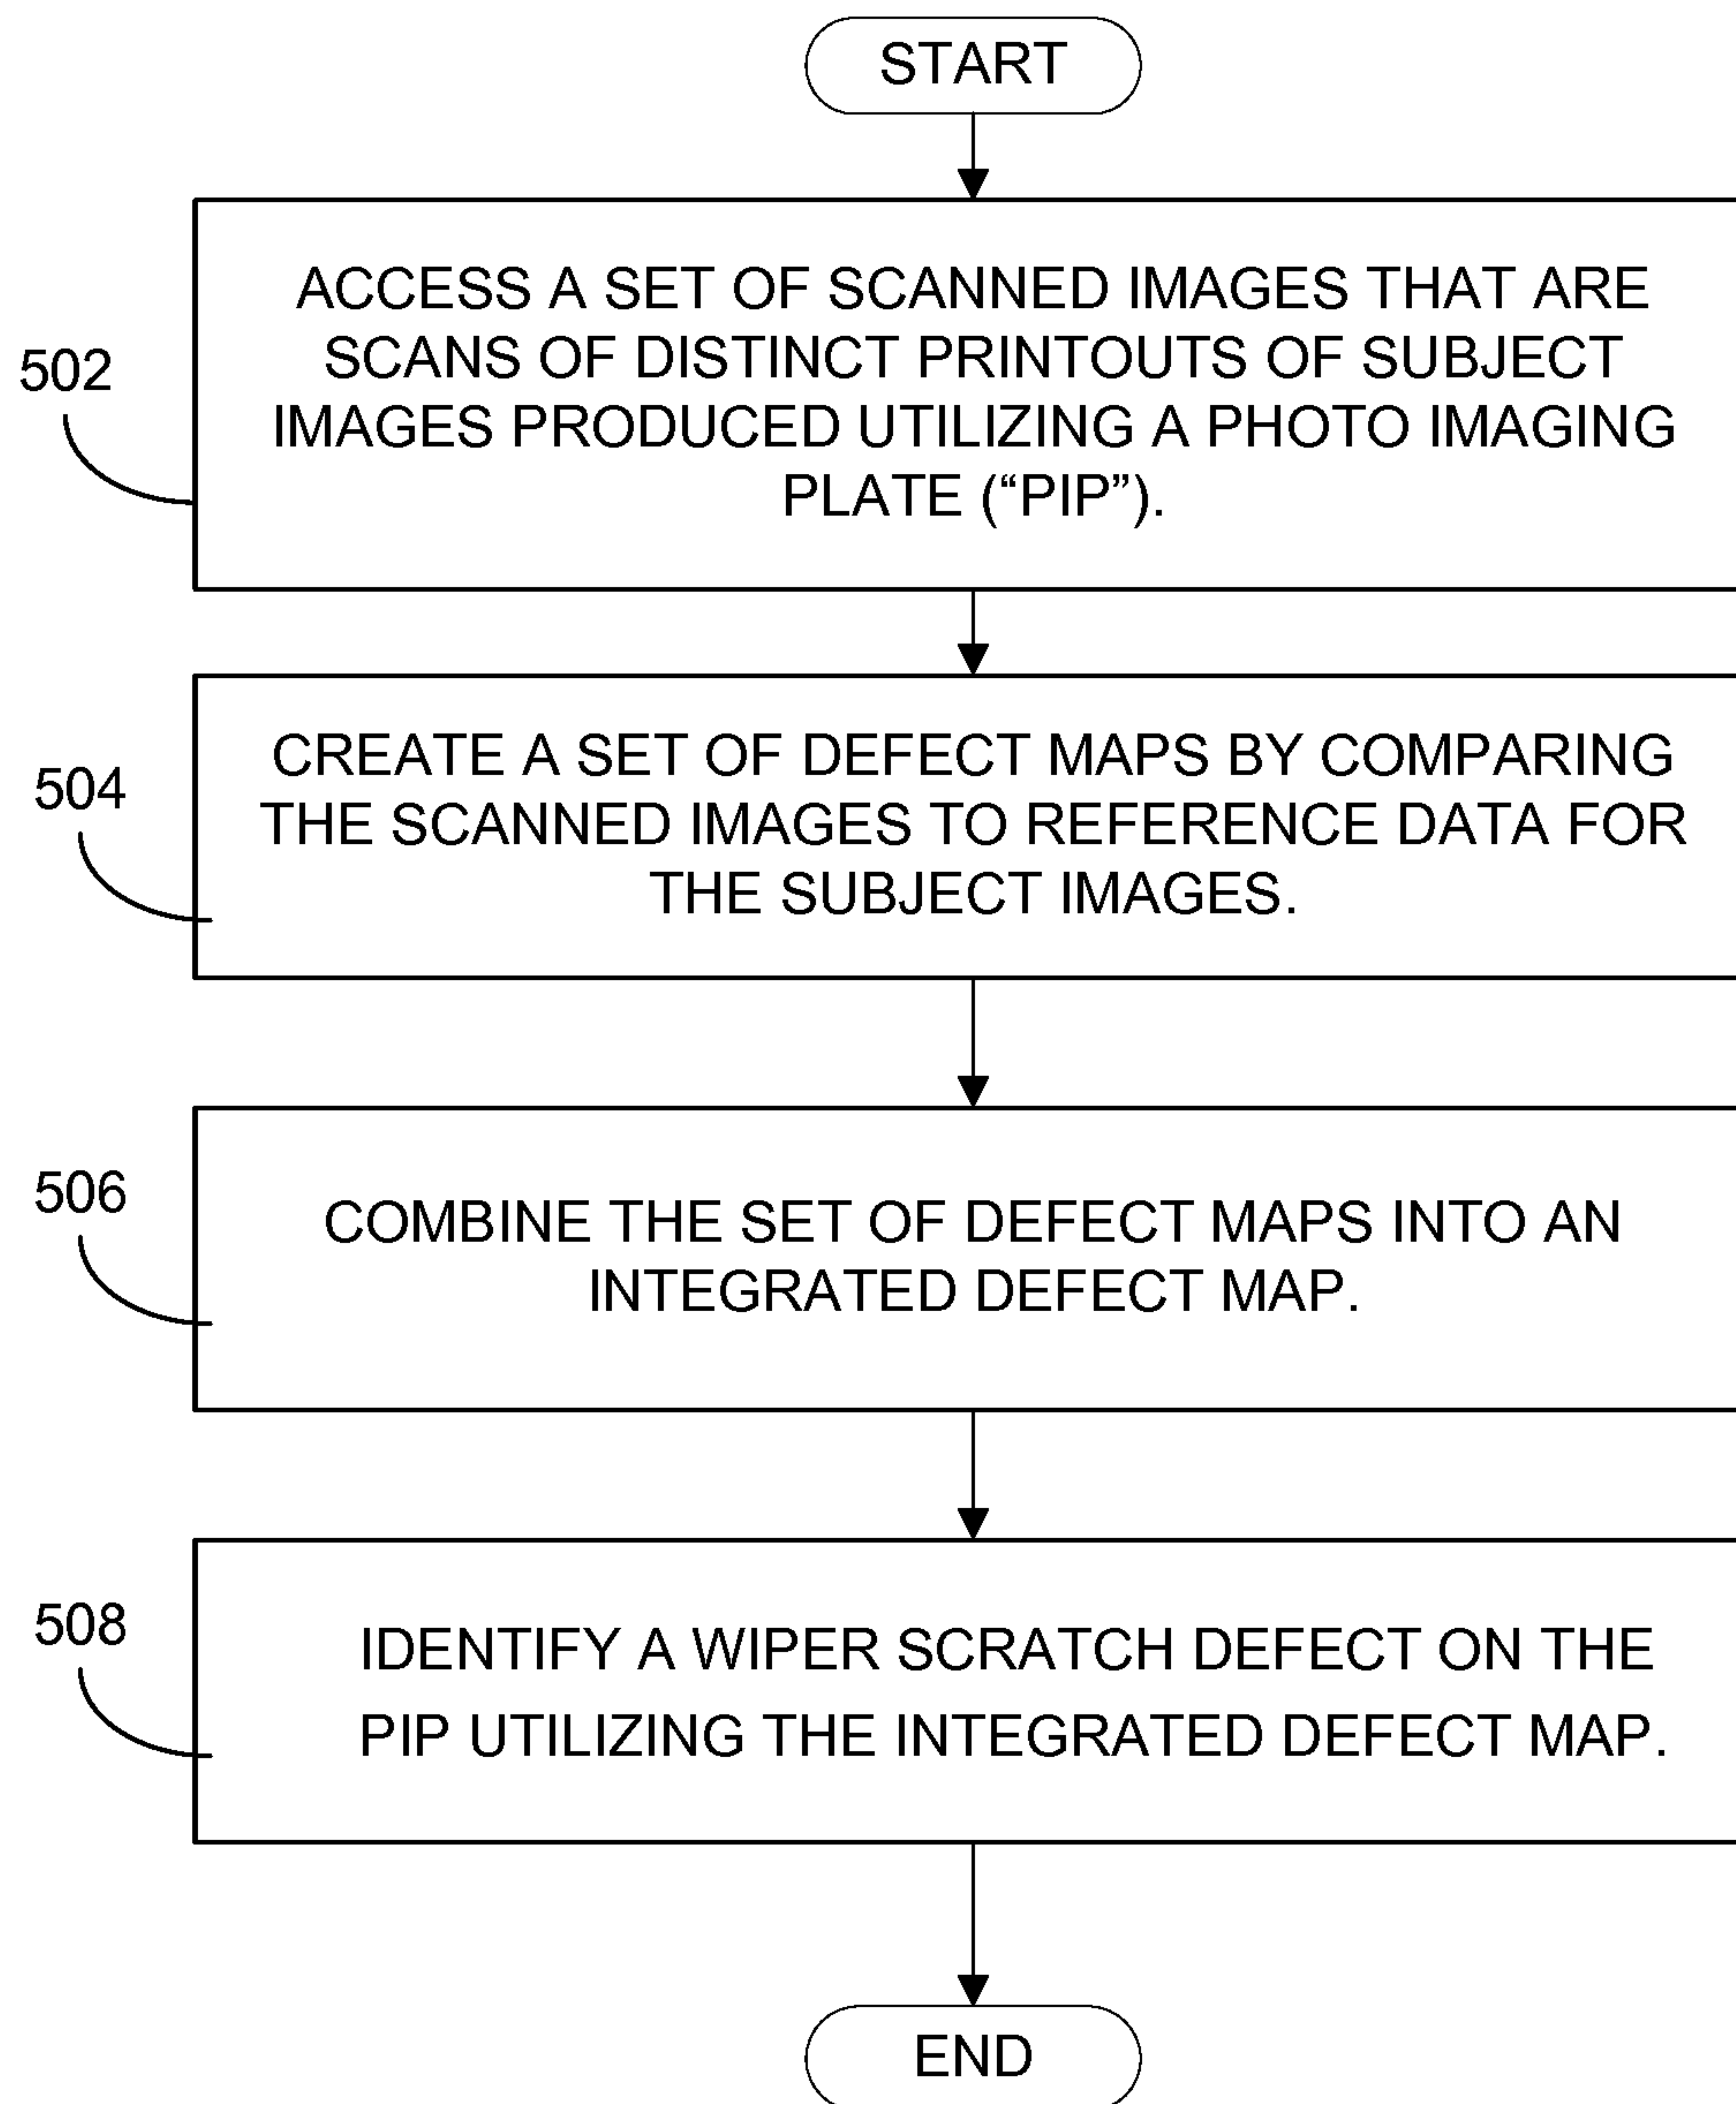 START
502
ACCESS A SET OF SCANNED IMAGES THAT ARE
SCANS OF DISTINCT PRINTOUTS OF SUBJECT
IMAGES PRODUCED UTILIZING A PHOTO IMAGING
PLATE (“PIP”).
504
CREATE A SET OF DEFECT MAPS BY COMPARING
THE SCANNED IMAGES TO REFERENCE DATA FOR
THE SUBJECT IMAGES.
506
COMBINE THE SET OF DEFECT MAPS INTO AN
INTEGRATED DEFECT MAP.
508
IDENTIFY A WIPER SCRATCH DEFECT ON THE
PIP UTILIZING THE INTEGRATED DEFECT MAP.
END